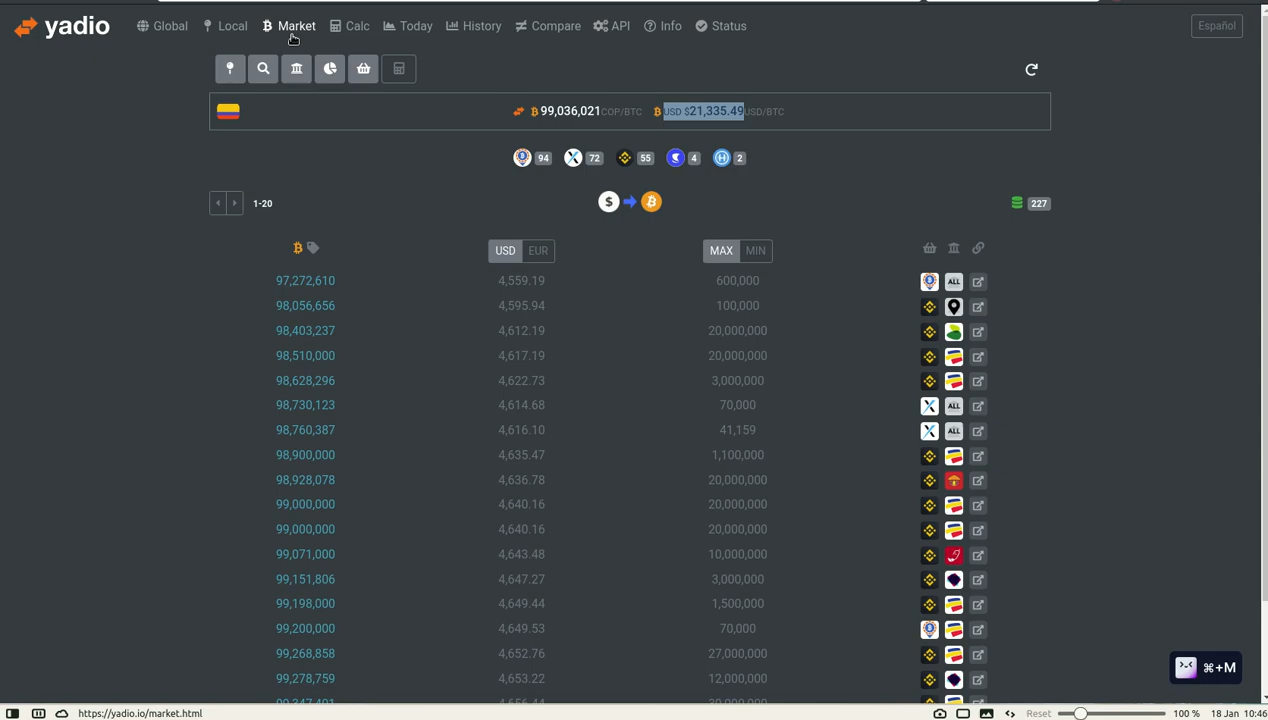 yadio Global Local Market Calc Today History Compare API Info Status Español
99,036,021COP/BTC USD $21,335.49USD/BTC
94 72 55 4 2
1-20 $ 227
USD EUR MAX MIN
97,272,610 4,559.19 600,000 ALL
98,056,656 4,595.94 100,000
98,403,237 4,612.19 20,000,000
98,510,000 4,617.19 20,000,000
98,628,296 4,622.73 3,000,000
98,730,123 4,614.68 70,000 ALL
98,760,387 4,616.10 41,159 ALL
98,900,000 4,635.47 1,100,000
98,928,078 4,636.78 20,000,000
99,000,000 4,640.16 20,000,000
99,000,000 4,640.16 20,000,000
99,071,000 4,643.48 10,000,000
99,151,806 4,647.27 3,000,000
99,198,000 4,649.44 1,500,000
99,200,000 4,649.53 70,000
99,268,858 4,652.76 27,000,000
99,278,759 4,653.22 12,000,000
⌘+M
https://yadio.io/market.html Reset 100 % 18 Jan 10:46